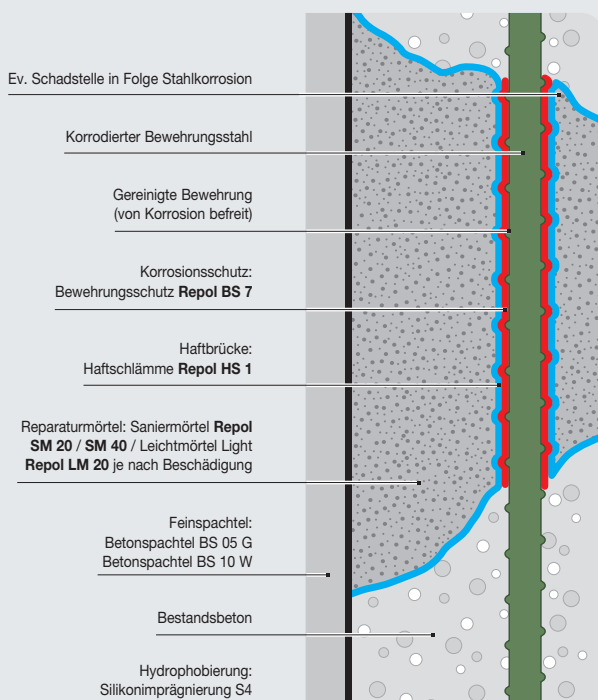 Ev. Schadstelle in Folge Stahlkorrosion
Korrodierter Bewehrungsstahl
Gereinigte Bewehrung
(von Korrosion befreit)
Korrosionsschutz:
Bewehrungsschutz Repol BS 7
Haftbrücke:
Haftschlämme Repol HS 1
Reparaturmörtel: Saniermörtel Repol
SM 20 / SM 40 / Leichtmörtel Light
Repol LM 20 je nach Beschädigung
Feinspachtel:
Betonspachtel BS 05 G
Betonspachtel BS 10 W
Bestandsbeton
Hydrophobierung:
Silikonimprägnierung S4